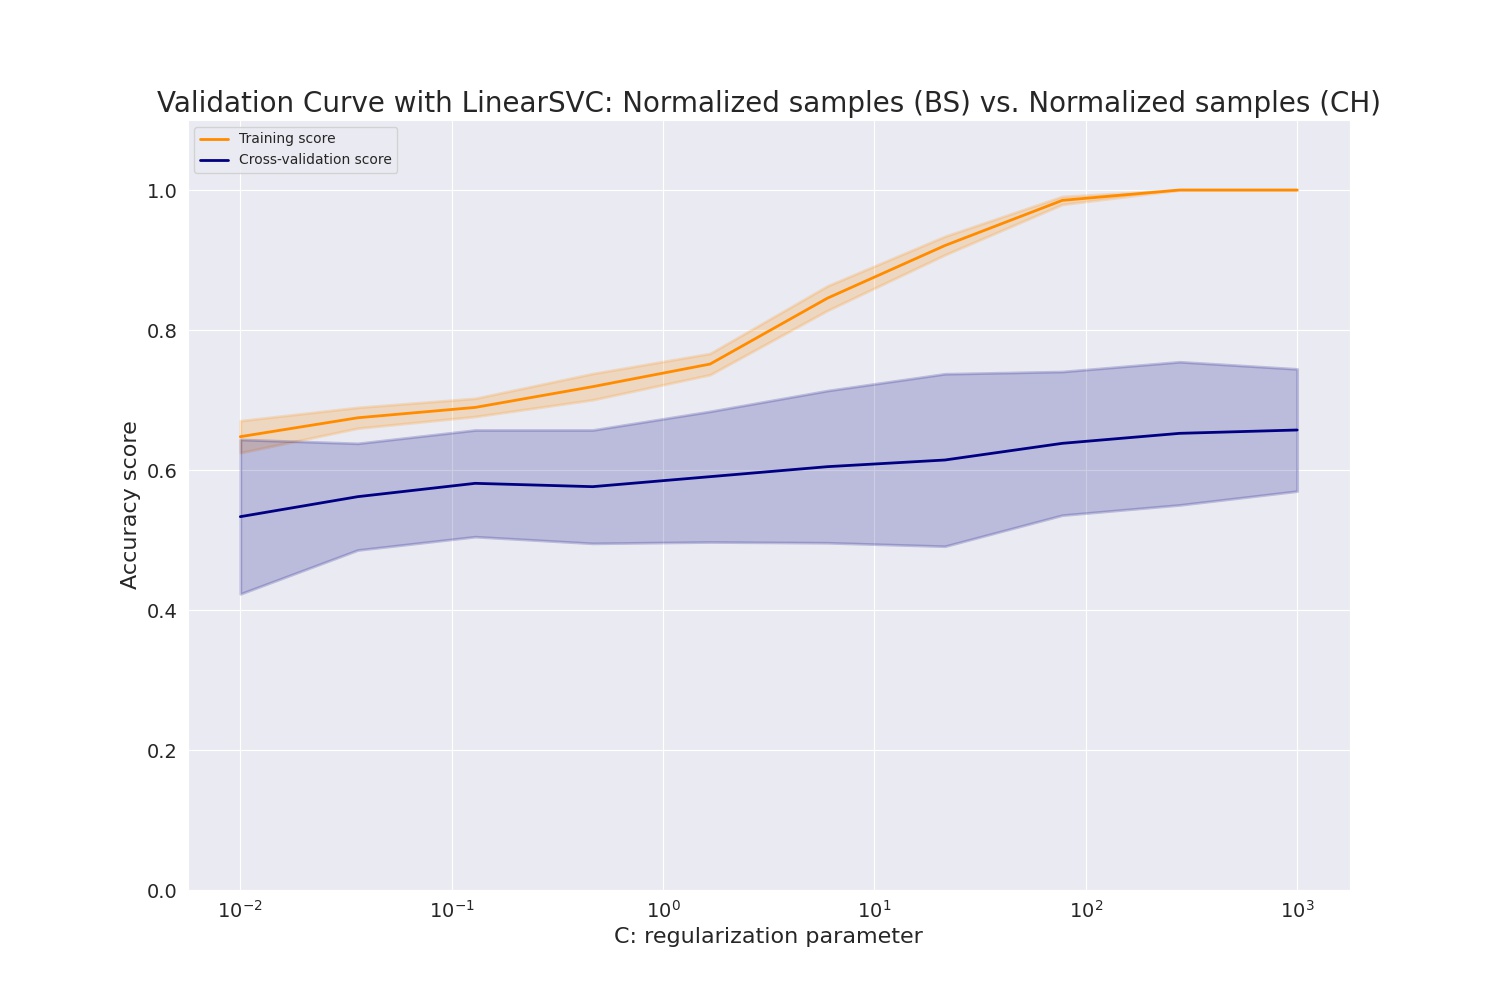 Validation Curve with LinearSVC: Normalized samples (BS) vs. Normalized samples (CH)
Training score
Cross-validation score
1.0
0.8
0.6
0.4
0.2
0.0
Accuracy score
10⁻² 10⁻¹ 10⁰ 10¹ 10² 10³
C: regularization parameter